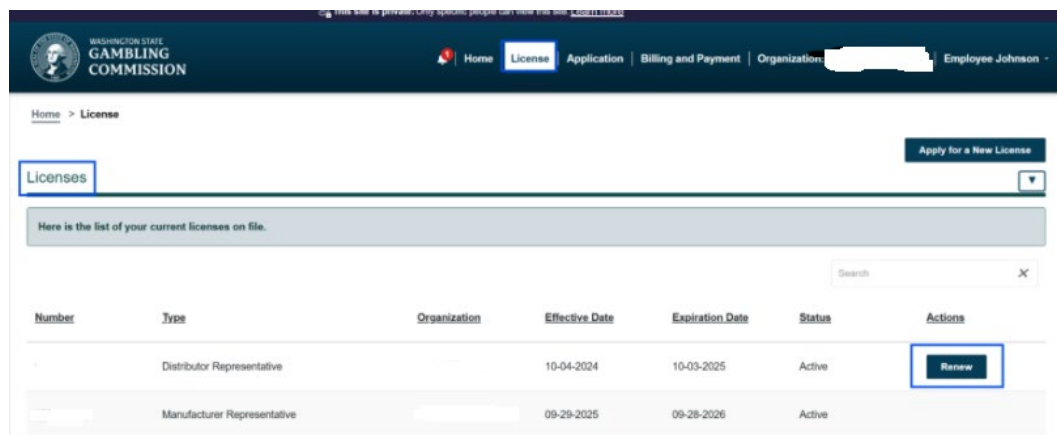 This site is private. Only specific people can view this site. Learn more
WASHINGTON STATE
GAMBLING
COMMISSION
Home | License | Application | Billing and Payment | Organization: | Employee Johnson
Home > License
Apply for a New License
Licenses
Here is the list of your current licenses on file.
Search
Number Type Organization Effective Date Expiration Date Status Actions
Distributor Representative 10-04-2024 10-03-2025 Active Renew
Manufacturer Representative 09-29-2025 09-28-2026 Active